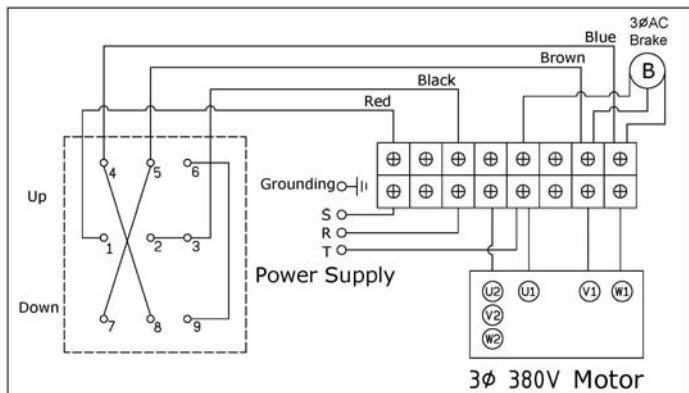 3ØAC
Brake
Blue
Brown
B
Black
Red
4 5 6
Grounding
Up
S
R
1 2 3
T
Power Supply
U2 U1 V1 W1
Down
V2
7 8 9
W2
3Ø 380V Motor